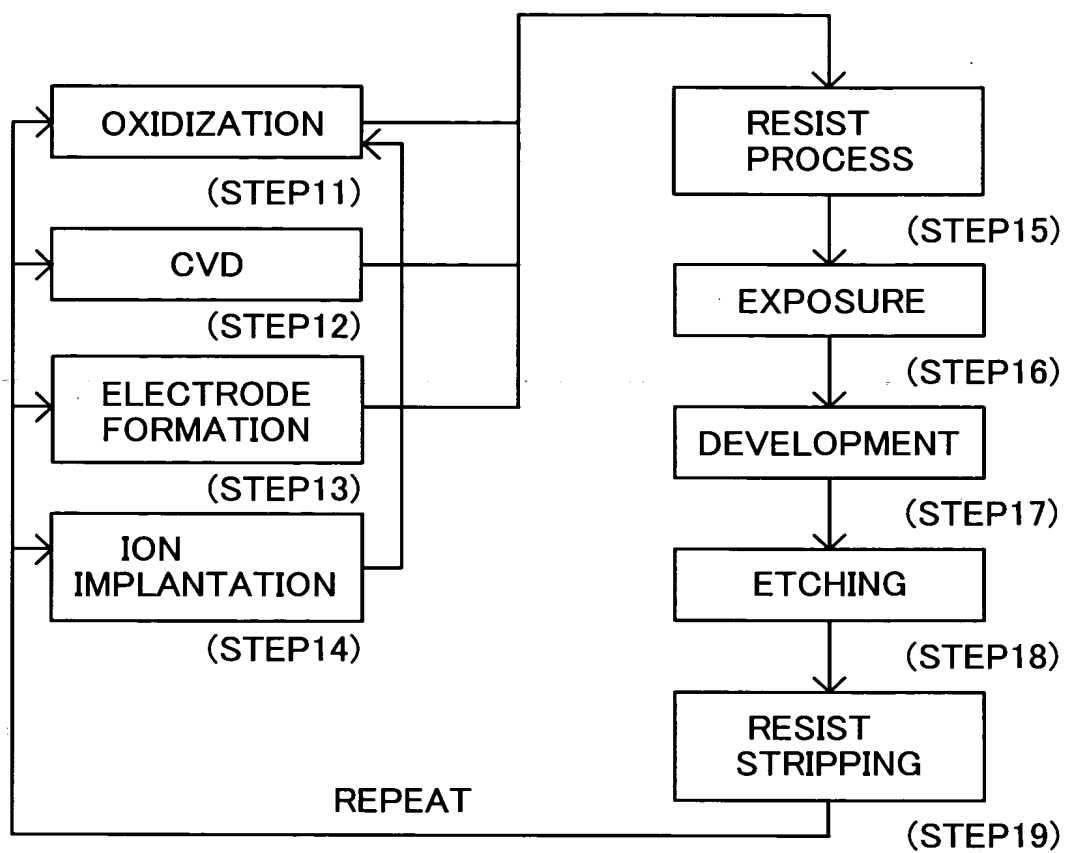 OXIDIZATION
(STEP11)
CVD
(STEP12)
ELECTRODE
FORMATION
(STEP13)
ION
IMPLANTATION
(STEP14)
RESIST
PROCESS
(STEP15)
EXPOSURE
(STEP16)
DEVELOPMENT
(STEP17)
ETCHING
(STEP18)
RESIST
STRIPPING
(STEP19)
REPEAT